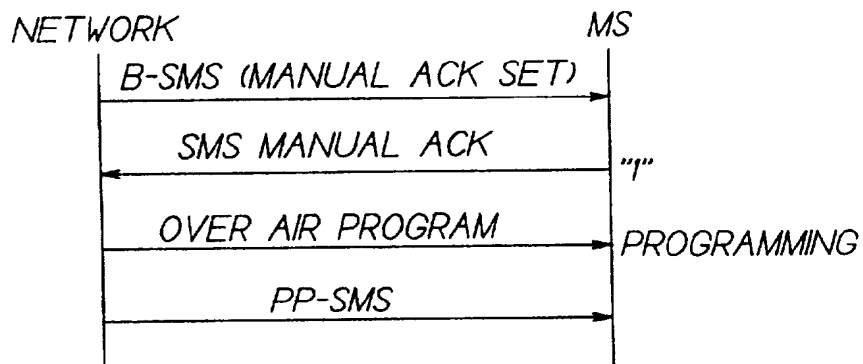 NETWORK
MS
B-SMS (MANUAL ACK SET)
SMS MANUAL ACK
"1"
OVER AIR PROGRAM
PROGRAMMING
PP-SMS